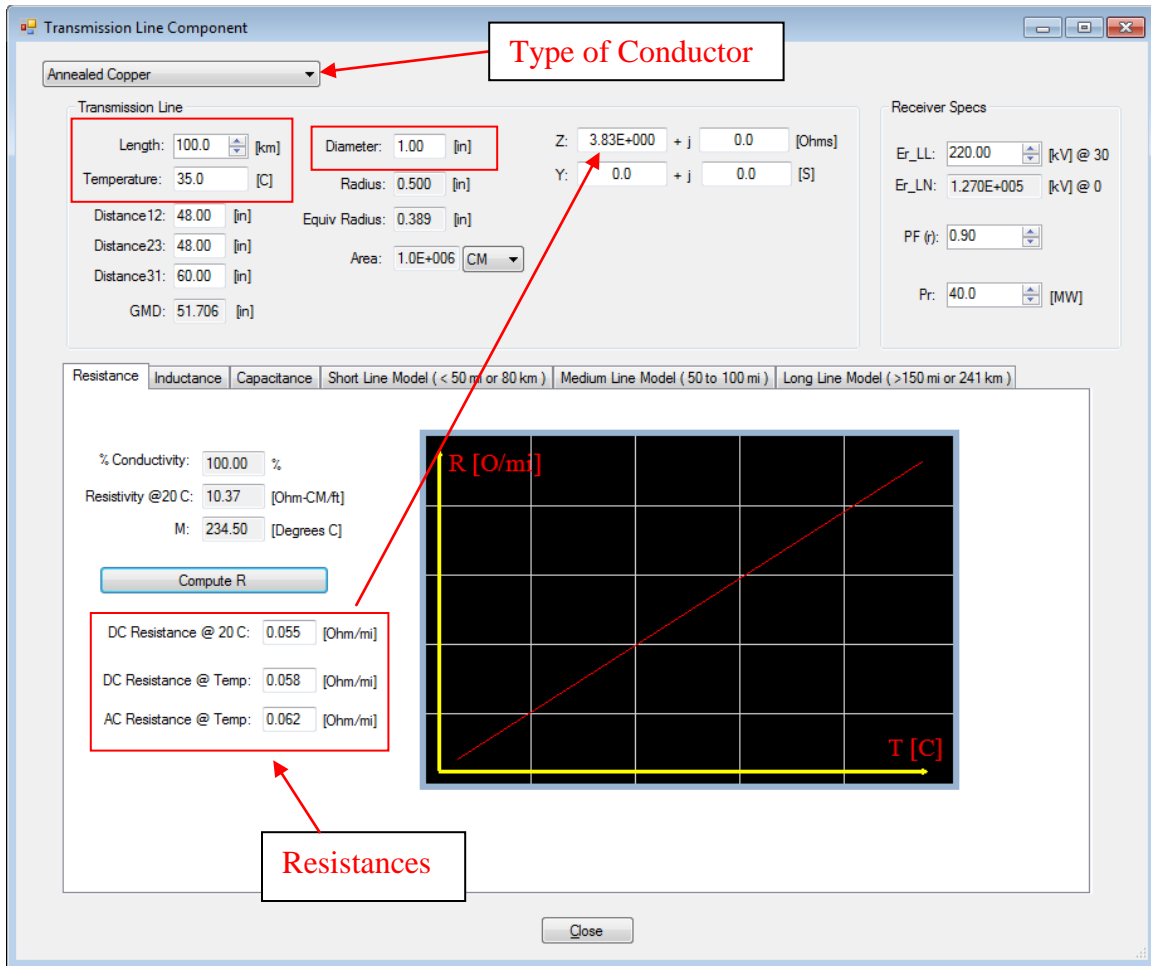 Transmission Line Component
Type of Conductor
Annealed Copper
Transmission Line
Length: 100.0 [km]
Temperature: 35.0 [C]
Distance12: 48.00 [in]
Distance23: 48.00 [in]
Distance31: 60.00 [in]
GMD: 51.706 [in]
Diameter: 1.00 [in]
Radius: 0.500 [in]
Equiv Radius: 0.389 [in]
Area: 1.0E+006 CM
Z: 3.83E+000 + j 0.0 [Ohms]
Y: 0.0 + j 0.0 [S]
Receiver Specs
Er_LL: 220.00 [kV] @ 30
Er_LN: 1.270E+005 [kV] @ 0
PF (r): 0.90
Pr: 40.0 [MW]
Resistance Inductance Capacitance Short Line Model ( < 50 mi or 80 km ) Medium Line Model ( 50 to 100 mi ) Long Line Model ( >150 mi or 241 km )
% Conductivity: 100.00 %
Resistivity @20 C: 10.37 [Ohm-CM/ft]
M: 234.50 [Degrees C]
Compute R
DC Resistance @ 20 C: 0.055 [Ohm/mi]
DC Resistance @ Temp: 0.058 [Ohm/mi]
AC Resistance @ Temp: 0.062 [Ohm/mi]
R [O/mi]
T [C]
Resistances
Close